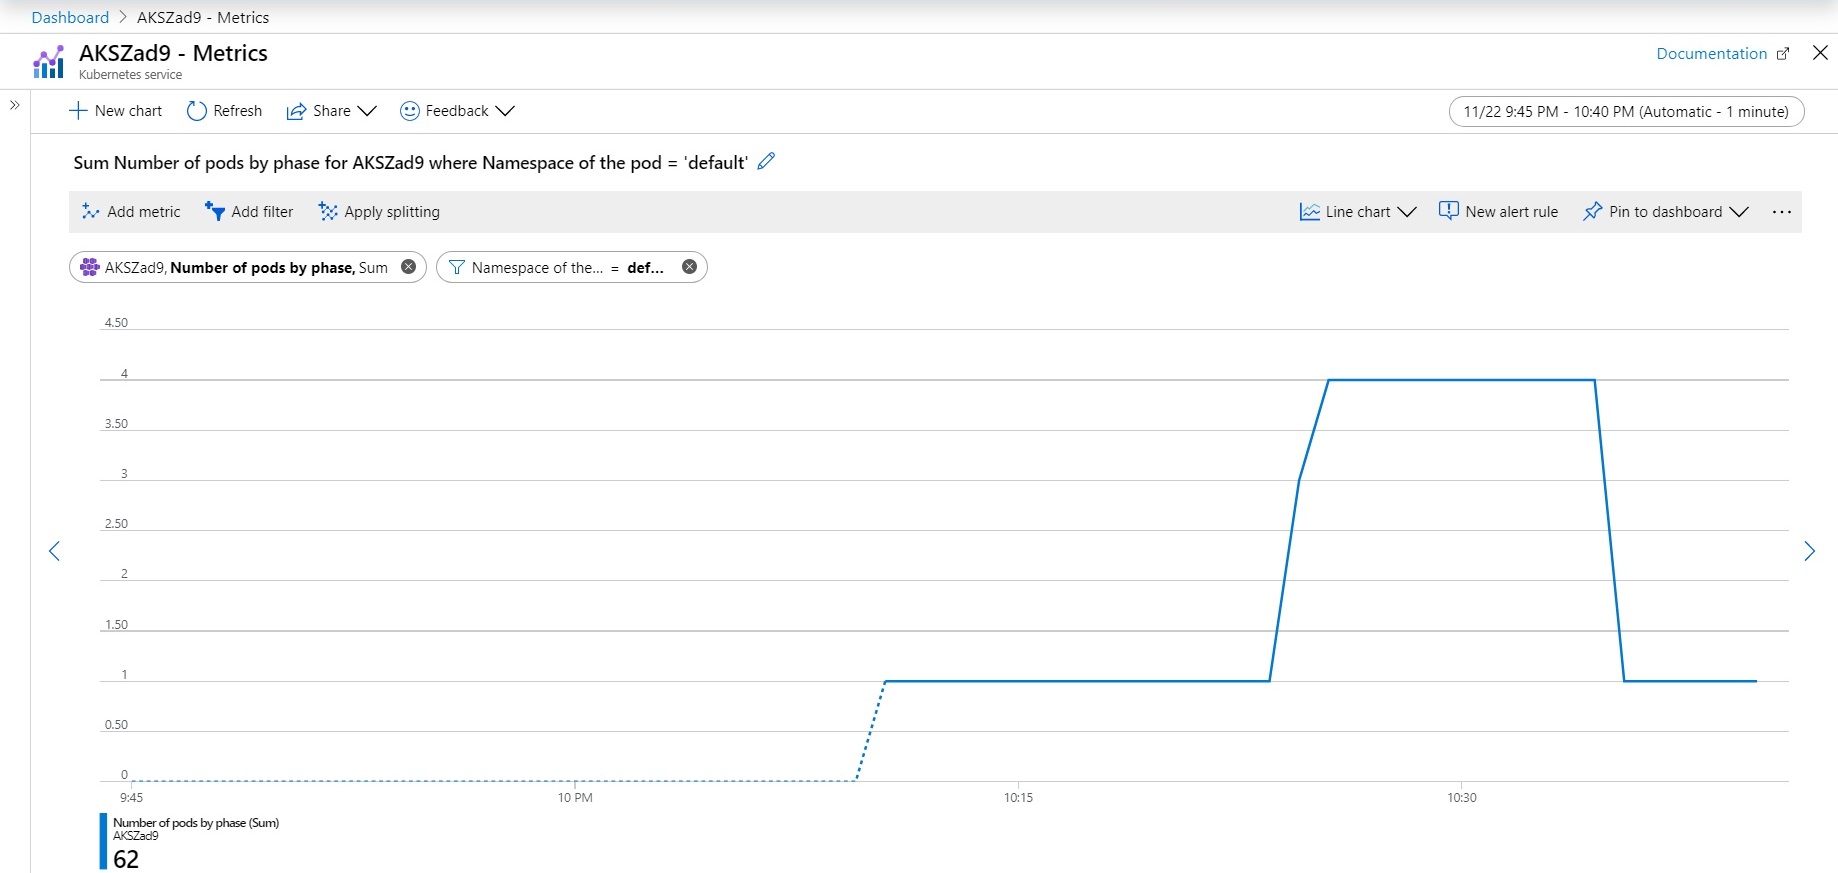 Dashboard > AKSZad9 - Metrics
AKSZad9 - Metrics
Kubernetes service
Documentation
New chart Refresh Share Feedback
11/22 9:45 PM - 10:40 PM (Automatic - 1 minute)
Sum Number of pods by phase for AKSZad9 where Namespace of the pod = 'default'
Add metric Add filter Apply splitting Line chart New alert rule Pin to dashboard ...
AKSZad9, Number of pods by phase, Sum
Namespace of the... = def...
4.50
4
3.50
3
2.50
2
1.50
1
0.50
0
9:45 10 PM 10:15 10:30
Number of pods by phase (Sum)
AKSZad9
62